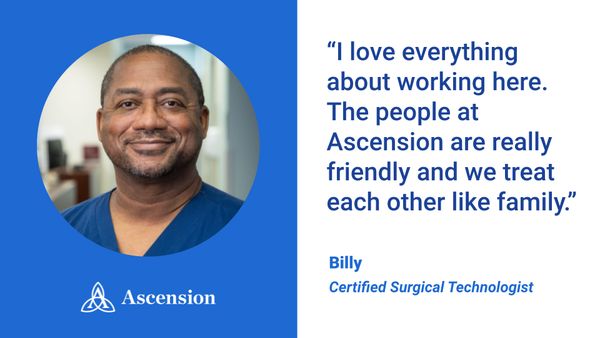 “I love everything
about working here.
The people at
Ascension are really
friendly and we treat
each other like family.”
Billy
Certified Surgical Technologist
Ascension